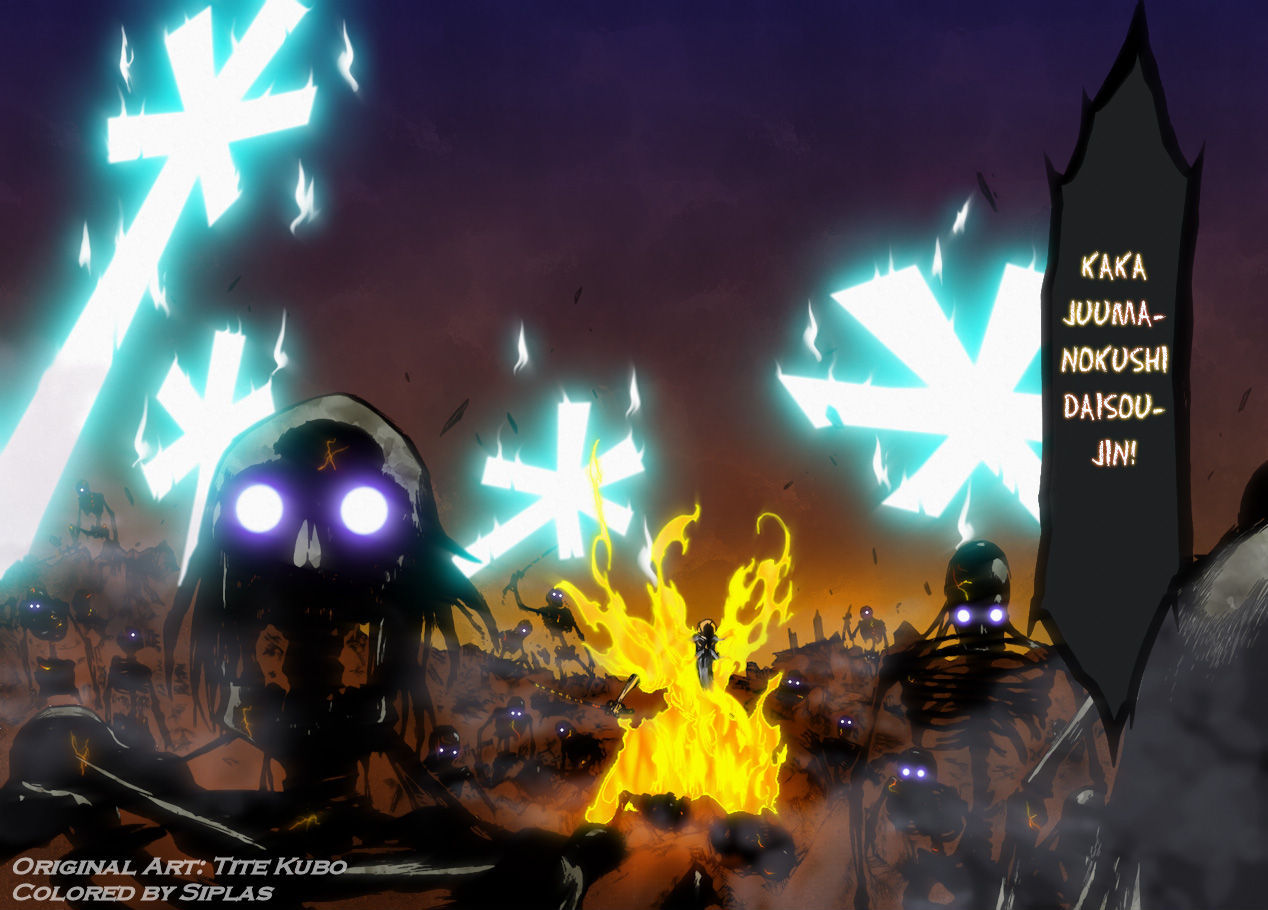 KAKA
JUUMA-
NOKUSHI
DAISOU-
JIN!
ORIGINAL ART: TITE KUBO
COLORED BY SIPLAS